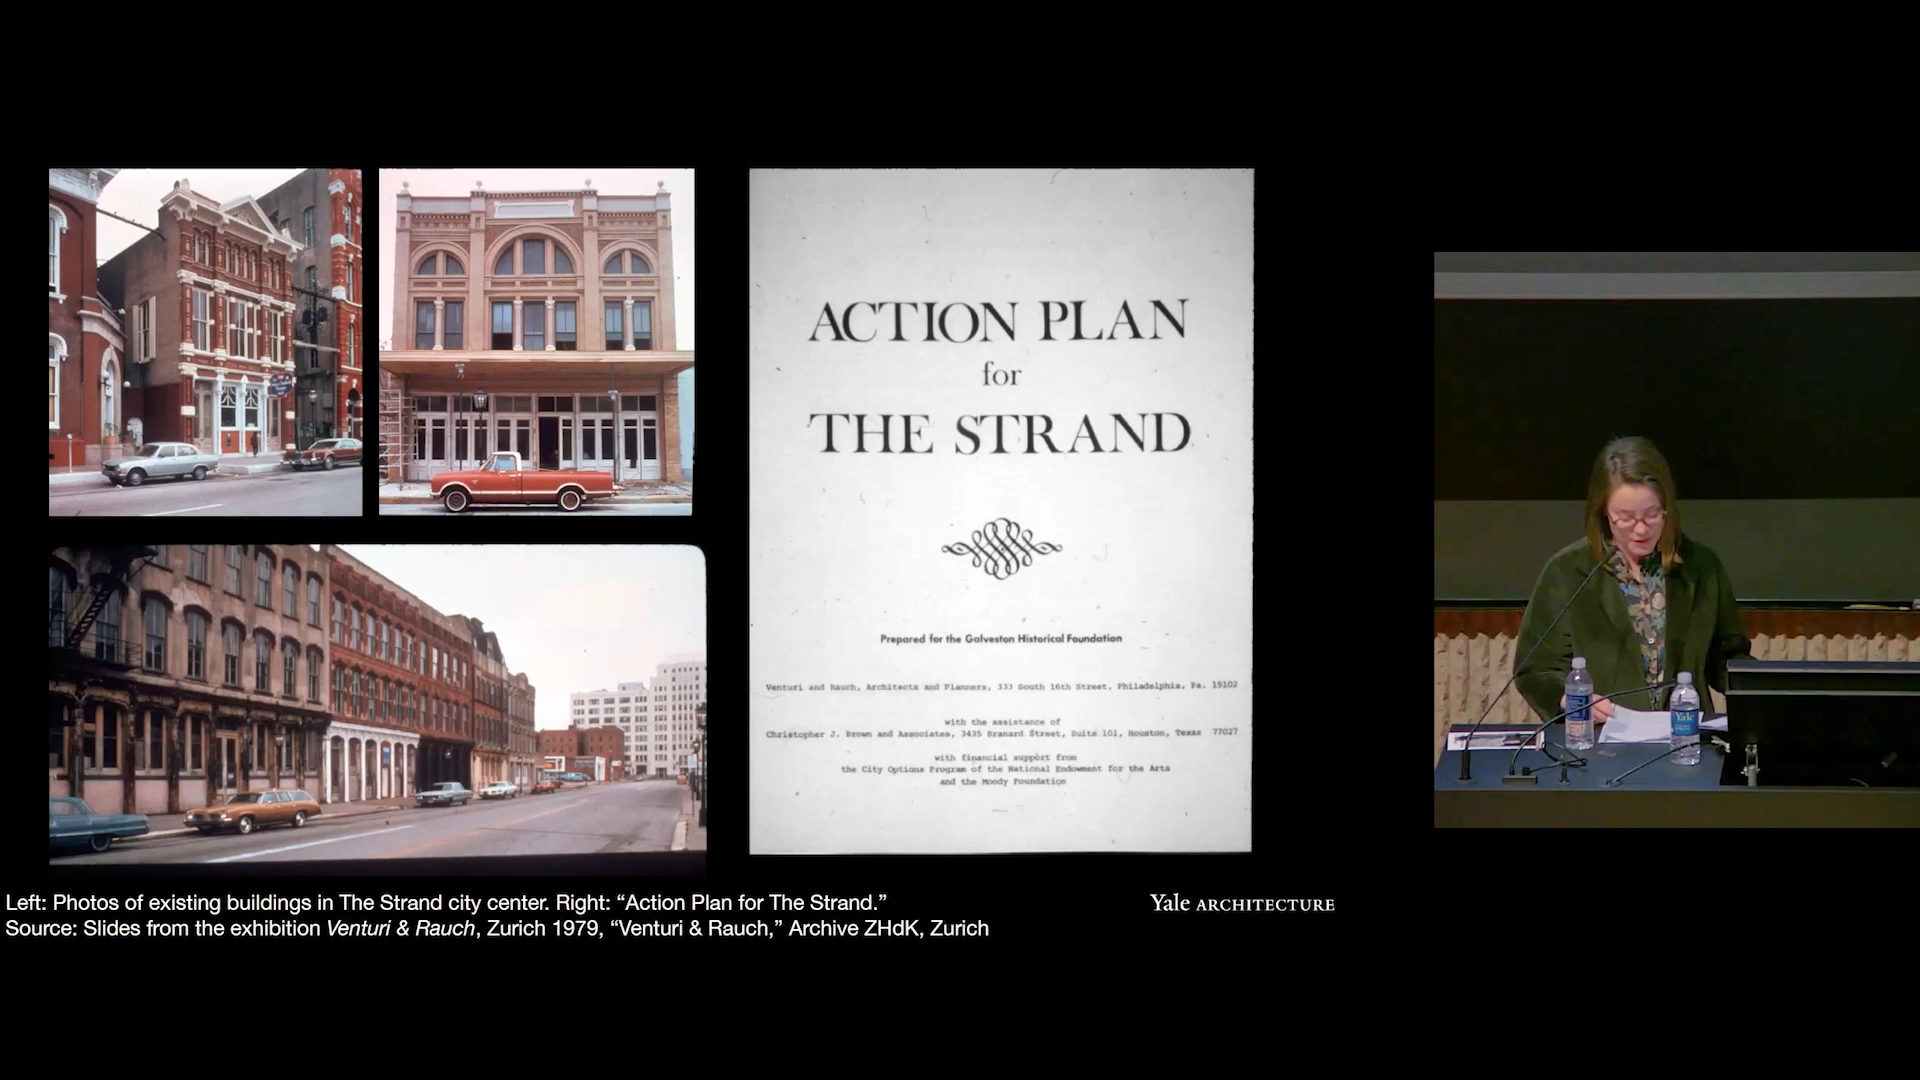 ACTION PLAN
for
THE STRAND
Prepared for the Galveston Historical Foundation
Venturi and Rauch, Architects and Planners, 333 South 16th Street, Philadelphia, Pa. 19102
with the assistance of
Christopher J. Brown and Associates, 3435 Branard Street, Suite 101, Houston, Texas 77027
with financial support from
the City Options Program of the National Endowment for the Arts
and the Moody Foundation
Left: Photos of existing buildings in The Strand city center. Right: “Action Plan for The Strand.”
Source: Slides from the exhibition Venturi & Rauch, Zurich 1979, “Venturi & Rauch,” Archive ZHdK, Zurich
Yale ARCHITECTURE
Yale